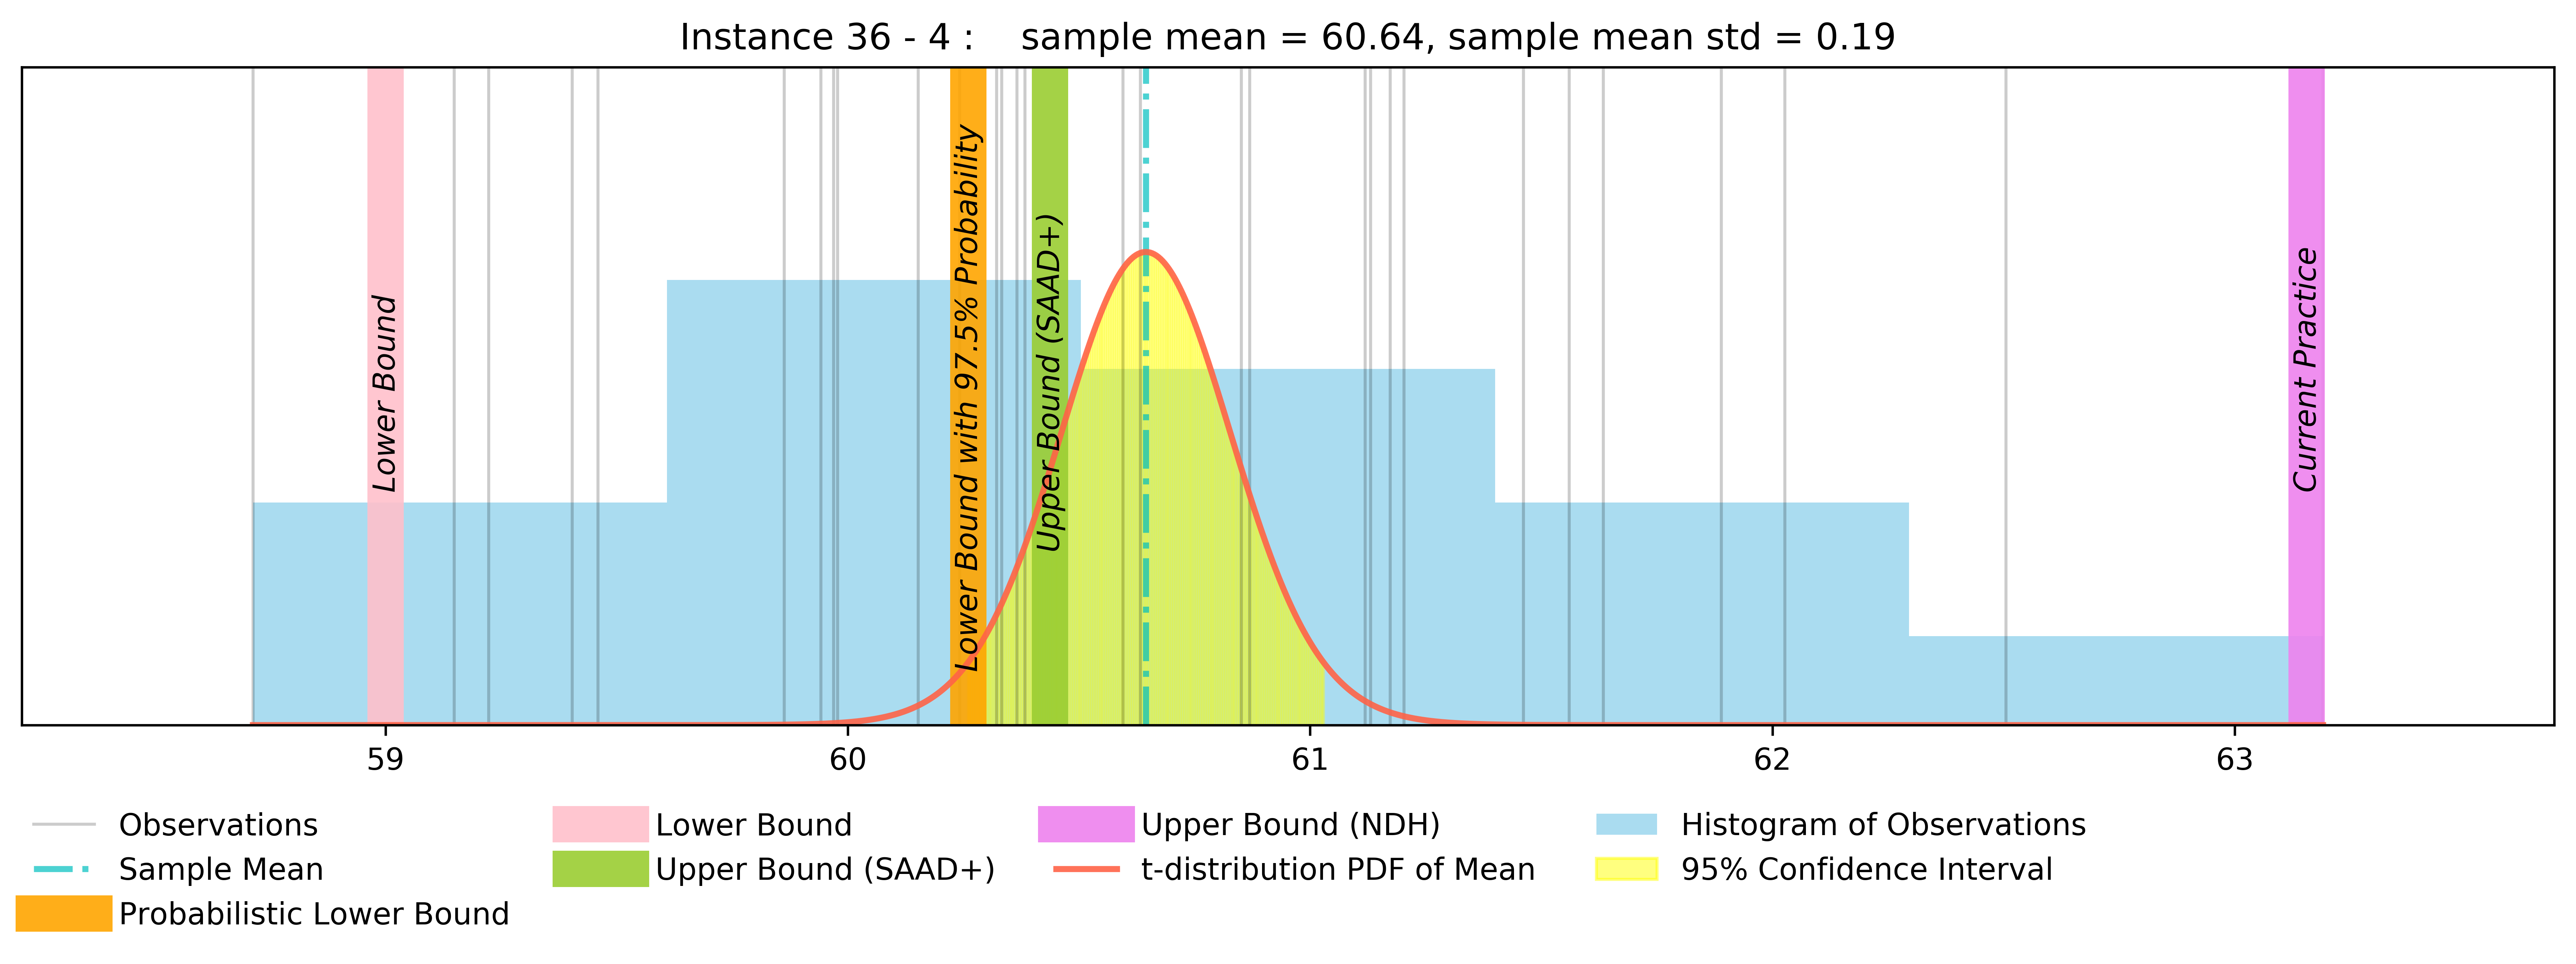 Instance 36 - 4 :    sample mean = 60.64, sample mean std = 0.19
Lower Bound
Lower Bound with 97.5% Probability
Upper Bound (SAAD+)
Current Practice
59 60 61 62 63
Observations
Sample Mean
Probabilistic Lower Bound
Lower Bound
Upper Bound (SAAD+)
Upper Bound (NDH)
t-distribution PDF of Mean
Histogram of Observations
95% Confidence Interval